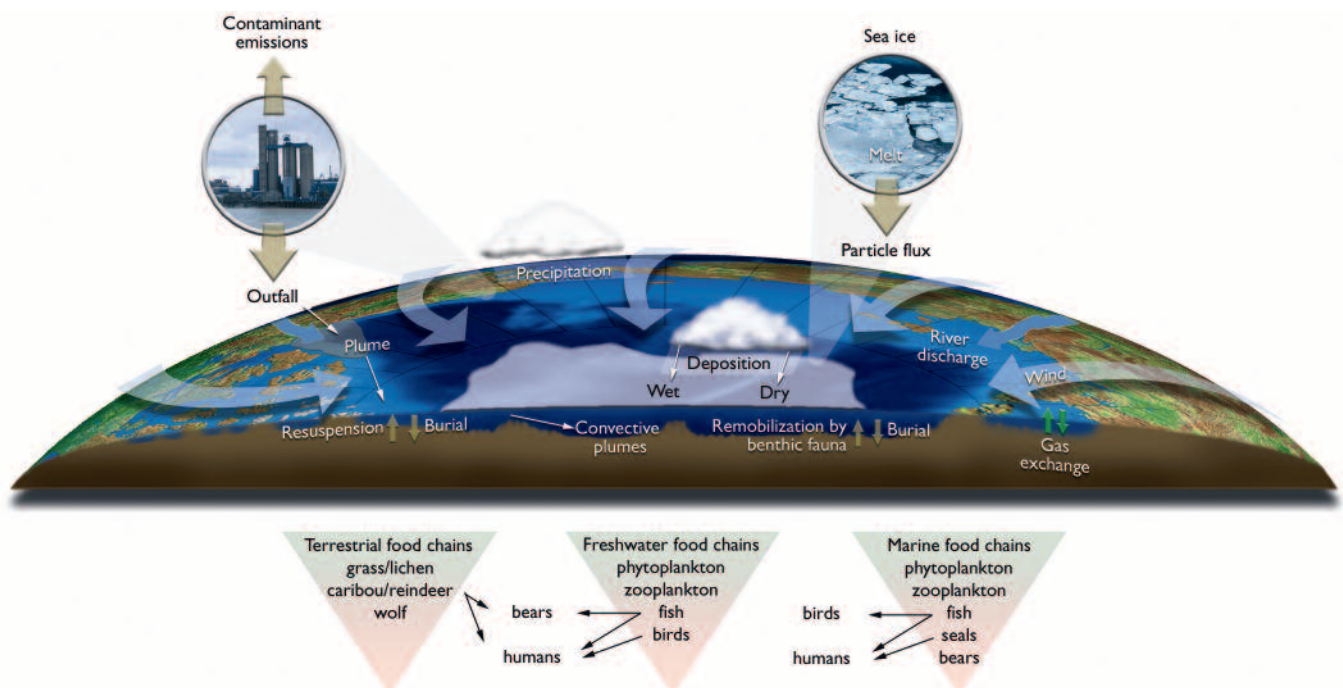 Contaminant
emissions
Sea ice
Melt
Particle flux
Precipitation
Outfall
Plume
River
discharge
Deposition
Wet
Dry
Wind
Resuspension
Burial
Convective
plumes
Remobilization by
benthic fauna
Burial
Gas
exchange
Terrestrial food chains
grass/lichen
caribou/reindeer
wolf
bears
humans
Freshwater food chains
phytoplankton
zooplankton
fish
birds
birds
humans
Marine food chains
phytoplankton
zooplankton
fish
seals
bears